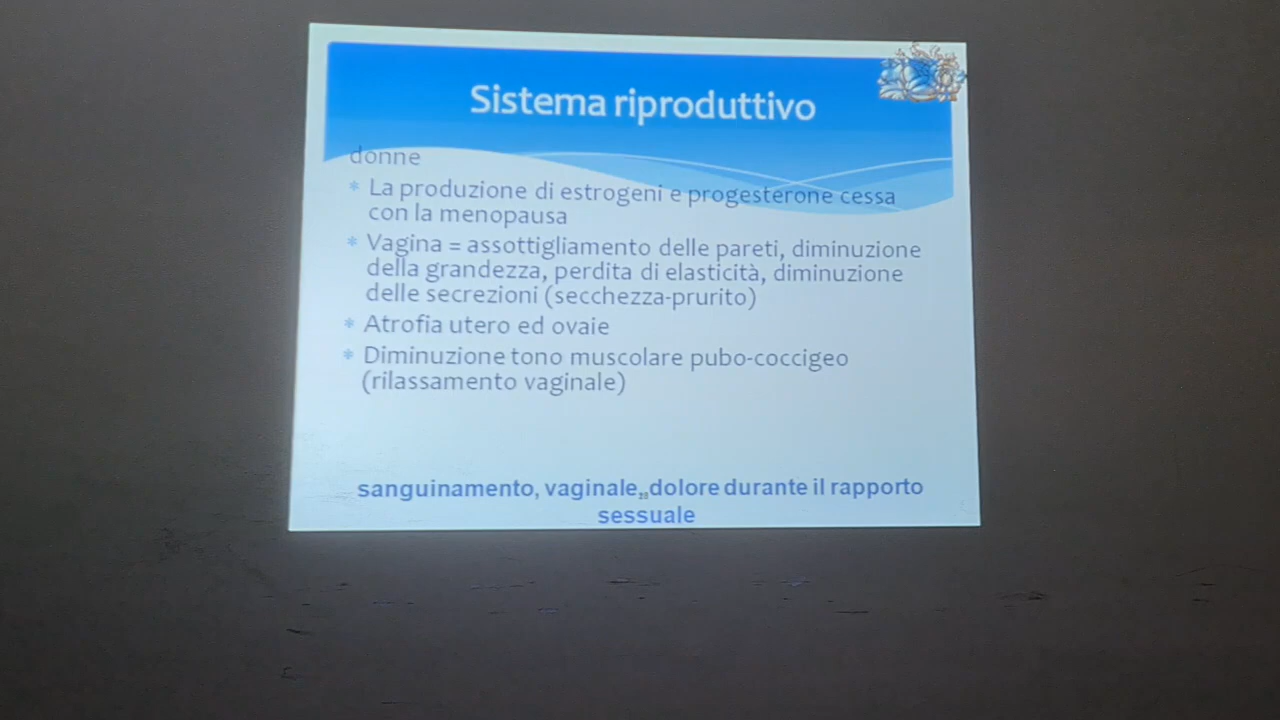 Sistema riproduttivo
donne
* La produzione di estrogeni e progesterone cessa
con la menopausa
* Vagina = assottigliamento delle pareti, diminuzione
della grandezza, perdita di elasticità, diminuzione
delle secrezioni (secchezza-prurito)
* Atrofia utero ed ovaie
* Diminuzione tono muscolare pubo-coccigeo
(rilassamento vaginale)
sanguinamento, vaginale, dolore durante il rapporto
sessuale